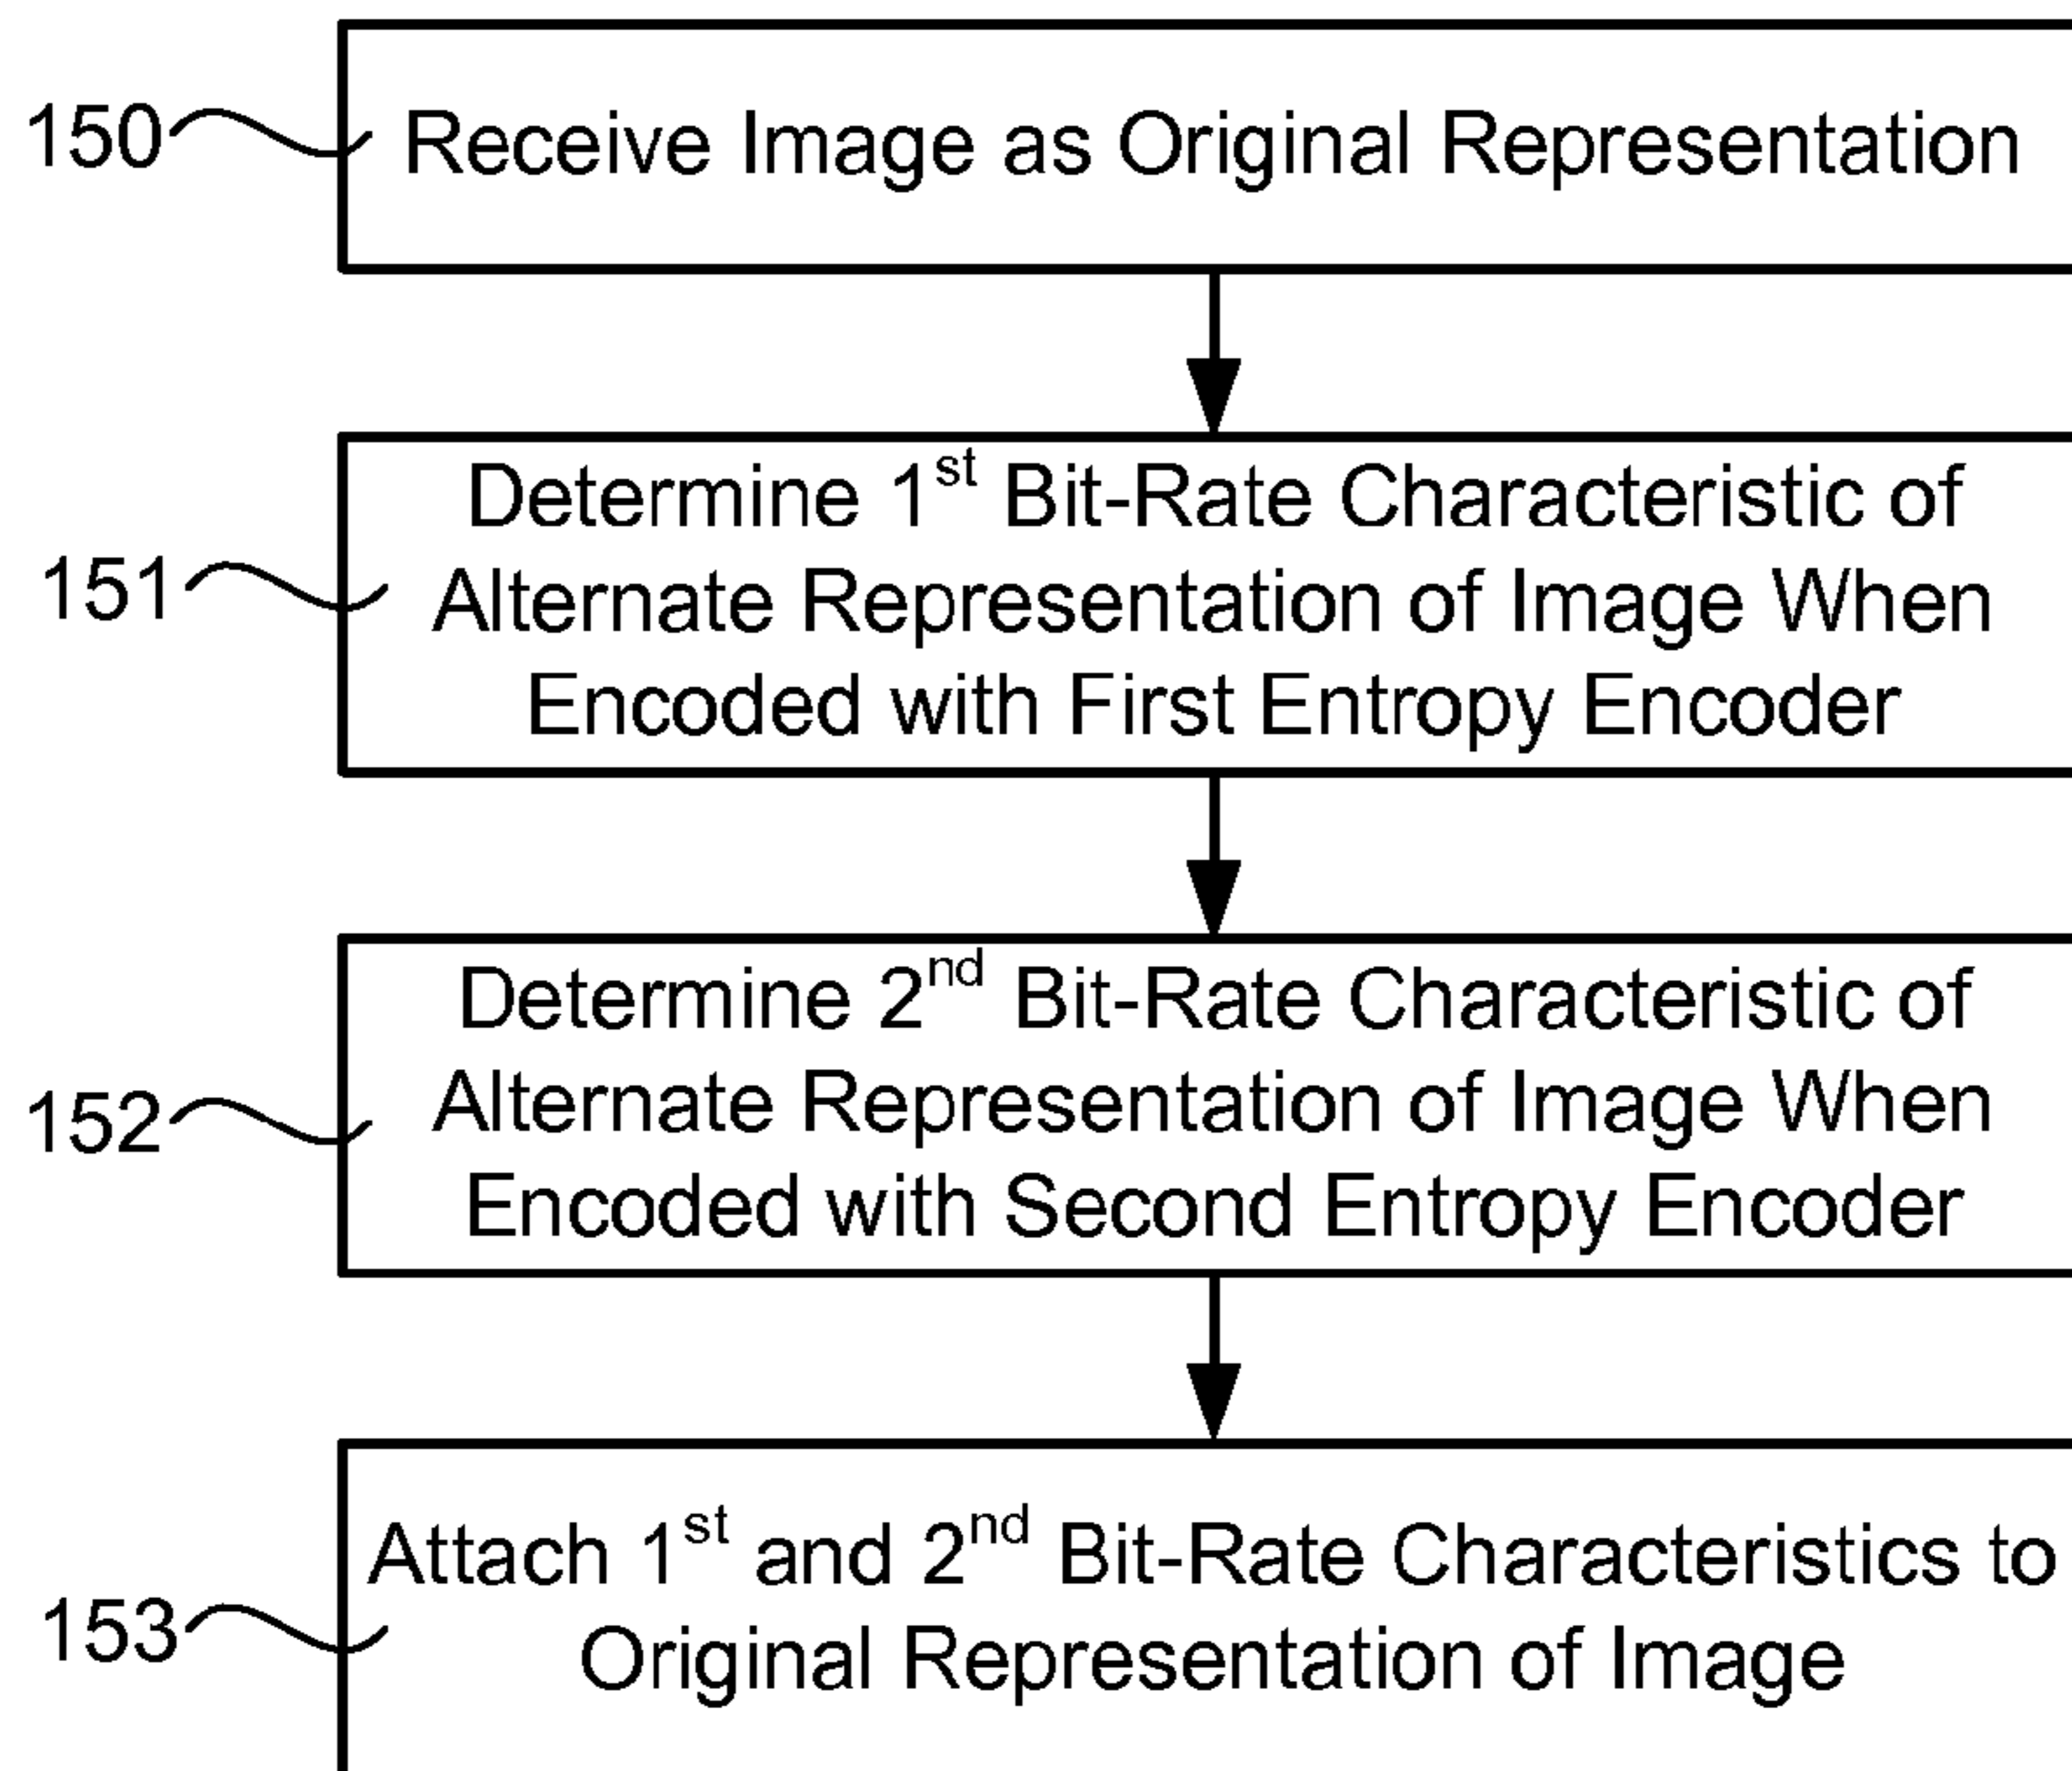 150
Receive Image as Original Representation
Determine 1st Bit-Rate Characteristic of
151
Alternate Representation of Image When
Encoded with First Entropy Encoder
Determine 2nd Bit-Rate Characteristic of
152
Alternate Representation of Image When
Encoded with Second Entropy Encoder
Attach 1st and 2nd Bit-Rate Characteristics to
153
Original Representation of Image